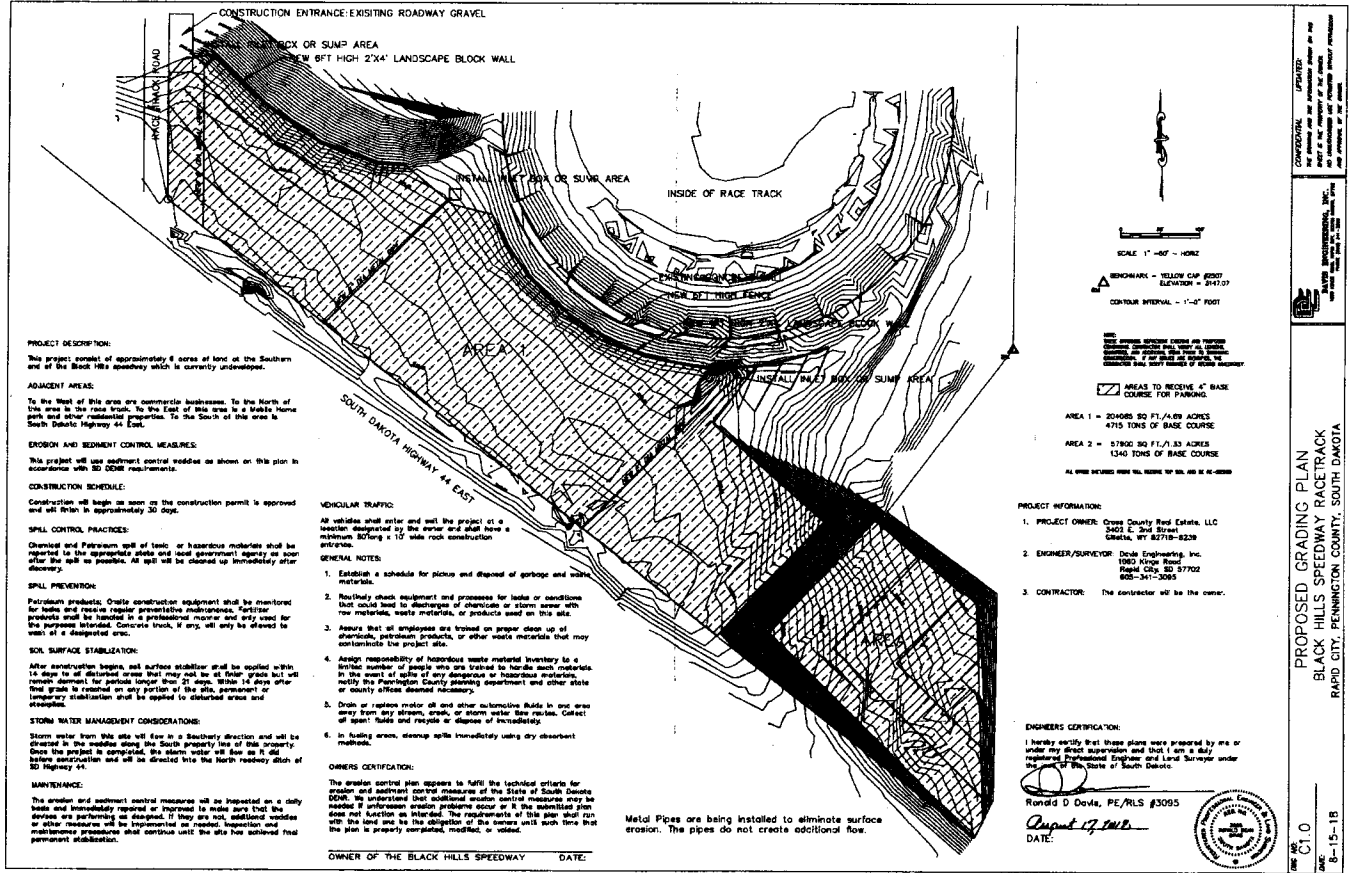 CONSTRUCTION ENTRANCE: EXISITING ROADWAY GRAVEL
INSTALL INLET BOX OR SUMP AREA
NEW 6FT HIGH 2'X4' LANDSCAPE BLOCK WALL
RACE TRACK ROAD
INSTALL INLET BOX OR SUMP AREA
INSIDE OF RACE TRACK
NEW 6FT HIGH FENCE
LANDSCAPE BLOCK WALL
AREA 1
INSTALL INLET BOX OR SUMP AREA
SOUTH DAKOTA HIGHWAY 44 EAST
AREA
PROJECT DESCRIPTION:
This project consist of approximately 6 acres of land at the Southern
end of the Black Hills speedway which is currently undeveloped.
ADJACENT AREAS:
To the West of this area are commercial businesses. To the North of
this area is the race track. To the East of this area is a Mobile Home
park and other residential properties. To the South of this area is
South Dakota Highway 44 East.
EROSION AND SEDIMENT CONTROL MEASURES:
This project will use sediment control waddles as shown on this plan in
accordance with SD DENR requirements.
CONSTRUCTION SCHEDULE:
Construction will begin as soon as the construction permit is approved
and will finish in approximately 30 days.
SPILL CONTROL PRACTICES:
Chemical and Petroleum spill of toxic or hazardous materials shall be
reported to the appropriate state and local government agency as soon
after the spill as possible. All spill will be cleaned up immediately after
discovery.
SPILL PREVENTION:
Petroleum products; Onsite construction equipment shall be monitored
for leaks and receive regular preventative maintenance. Fertilizer
products shall be handled in a professional manner and only used for
the purposes intended. Concrete truck, if any, will only be allowed to
wash at a designated area.
SOIL SURFACE STABILIZATION:
After construction begins, soil surface stabilizer shall be applied within
14 days to all disturbed areas that may not be at finish grade but will
remain dormant for periods longer than 21 days. Within 14 days after
final grade is reached on any portion of the site, permanent or
temporary stabilization shall be applied to disturbed areas and
stockpiles.
STORM WATER MANAGEMENT CONSIDERATIONS:
Storm water from this site will flow in a Southerly direction and will be
directed in the waddles along the South property line of this property.
Once the project is completed, the storm water will flow as it did
before construction and will be directed into the North roadway ditch of
SD Highway 44.
MAINTENANCE:
The erosion and sediment control measures will be inspected on a daily
basis and immediately repaired or improved to make sure that the
devices are performing as designed. If they are not, additional waddles
or other measures will be implemented as needed. Inspection and
maintenance procedures shall continue until the site has achieved final
permanent stabilization.
VEHICULAR TRAFFIC:
All vehicles shall enter and exit the project at a
location designated by the owner and shall have a
minimum 50'long x 10' wide rock construction
entrance.
GENERAL NOTES:
1. Establish a schedule for pickup and disposal of garbage and waste
materials.
2. Routinely check equipment and processes for leaks or conditions
that could lead to discharges of chemicals or storm sewer with
raw materials, waste materials, or products used on this site.
3. Assure that all employees are trained on proper clean up of
chemicals, petroleum products, or other waste materials that may
contaminate the project site.
4. Assign responsibility of hazardous waste material inventory to a
limited number of people who are trained to handle such materials.
In the event of spills of any dangerous or hazardous materials,
notify the Pennington County planning department and other state
or county offices deemed necessary.
5. Drain or replace motor oil and other automotive fluids in one area
away from any stream, creek, or storm water flow routes. Collect
all spent fluids and recycle or dispose of immediately.
6. In fueling areas, cleanup spills immediately using dry absorbent
methods.
OWNERS CERTIFCATION:
The erosion control plan appears to fulfill the technical criteria for
erosion and sediment control measures of the State of South Dakota
DENR. We understand that additional erosion control measures may be
needed if unforeseen erosion problems occur or it the submitted plan
does not function as intended. The requirements of this plan shall run
with the land and be the obligation of the owners until such time that
the plan is properly completed, modified, or voided.
OWNER OF THE BLACK HILLS SPEEDWAY DATE:
Metal Pipes are being installed to eliminate surface
erosion. The pipes do not create additional flow.
SCALE 1" =60' ~ HORIZ
BENCHMARK - YELLOW CAP
ELEVATION = 3147.07
CONTOUR INTERVAL - 1'-0" FOOT
AREAS TO RECEIVE 4" BASE
COURSE FOR PARKING.
AREA 1 = 204085 SQ FT./4.69 ACRES
4715 TONS OF BASE COURSE
AREA 2 = 57900 SQ FT./1.33 ACRES
1340 TONS OF BASE COURSE
PROJECT INFORMATION:
1. PROJECT OWNER: Cross County Real Estate, LLC
3402 E. 2nd Street
Gillette, WY 82718-8239
2. ENGINEER/SURVEYOR: Davis Engineering, Inc.
1060 Kings Road
Rapid City, SD 57702
605-341-3095
3. CONTRACTOR: The contractor will be the owner.
ENGINEERS CERTIFICATION:
I hereby certify that these plans were prepared by me or
under my direct supervision and that I am a duly
registered Professional Engineer and Land Surveyor under
the laws of the State of South Dakota.
Ronald D Davis, PE/RLS #3095
August 17, 2018
DATE:
CONFIDENTIAL UPDATED:
DAVIS ENGINEERING, INC.
PROPOSED GRADING PLAN
BLACK HILLS SPEEDWAY RACETRACK
RAPID CITY, PENNINGTON COUNTY, SOUTH DAKOTA
DWG NO:
C1.0
DATE:
8-15-18